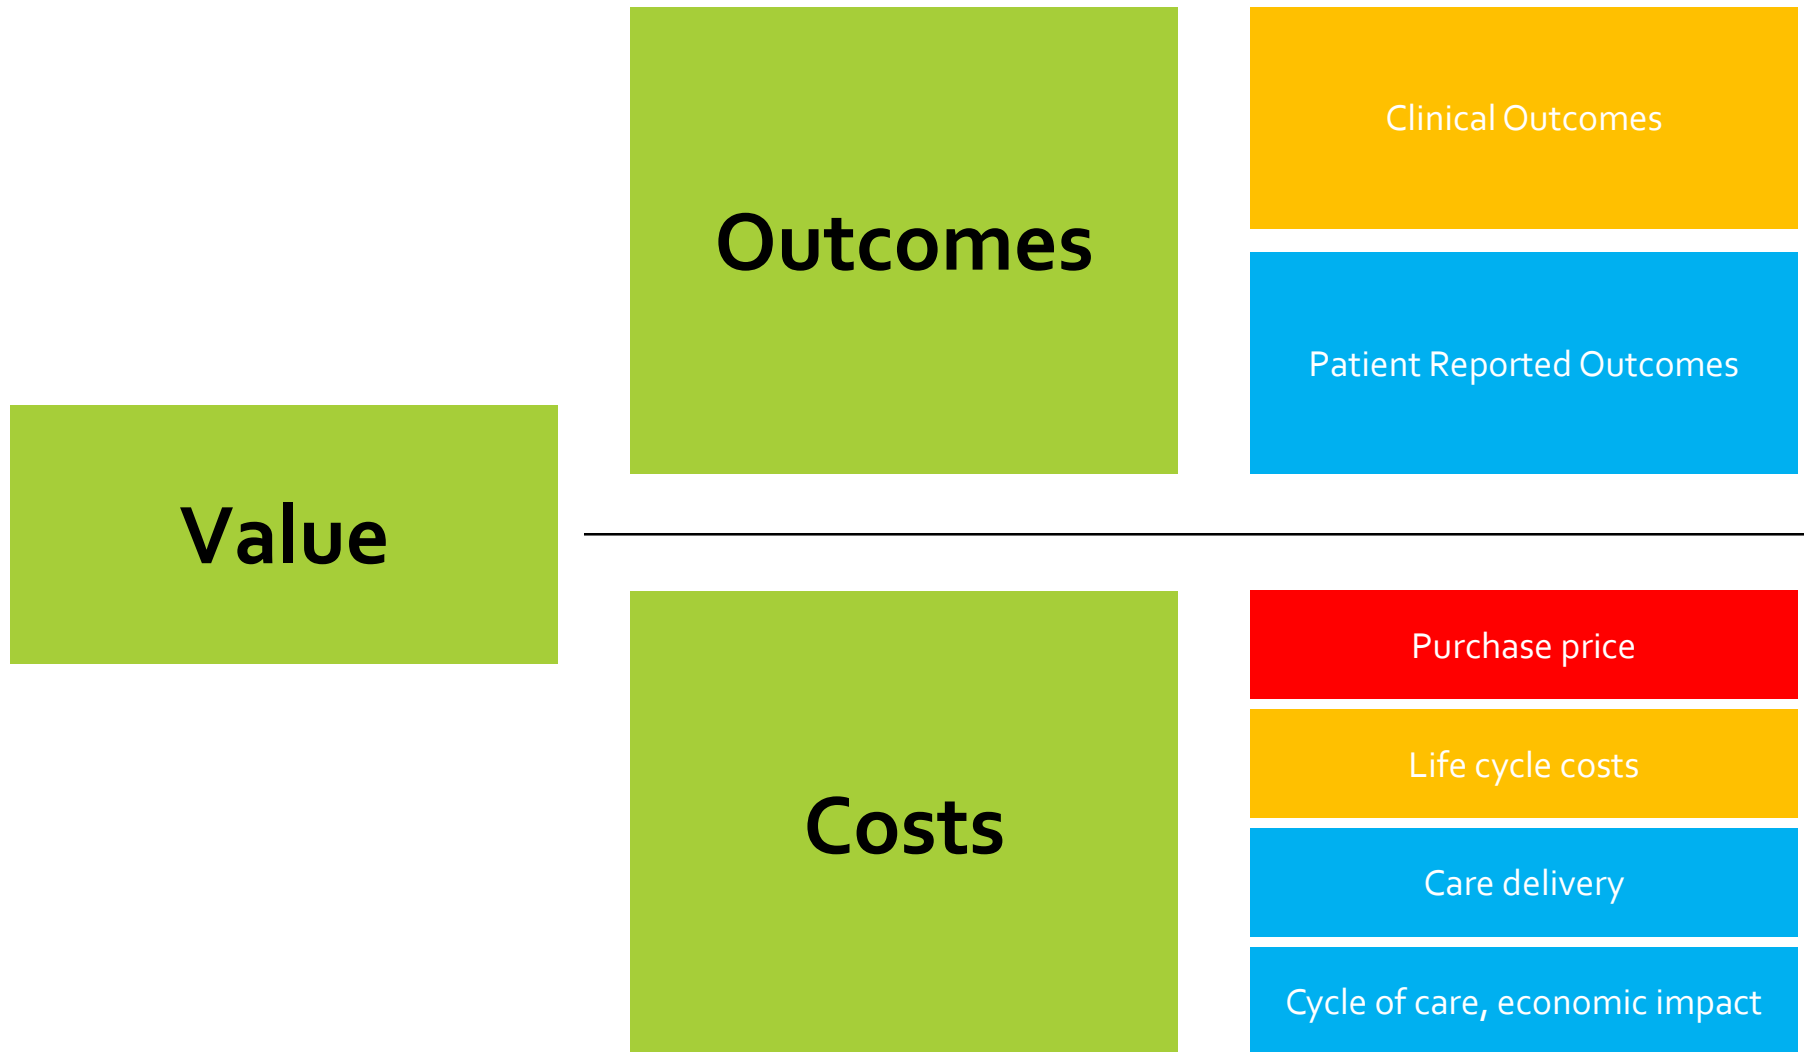 Value
Outcomes
Clinical Outcomes
Patient Reported Outcomes
Costs
Purchase price
Life cycle costs
Care delivery
Cycle of care, economic impact